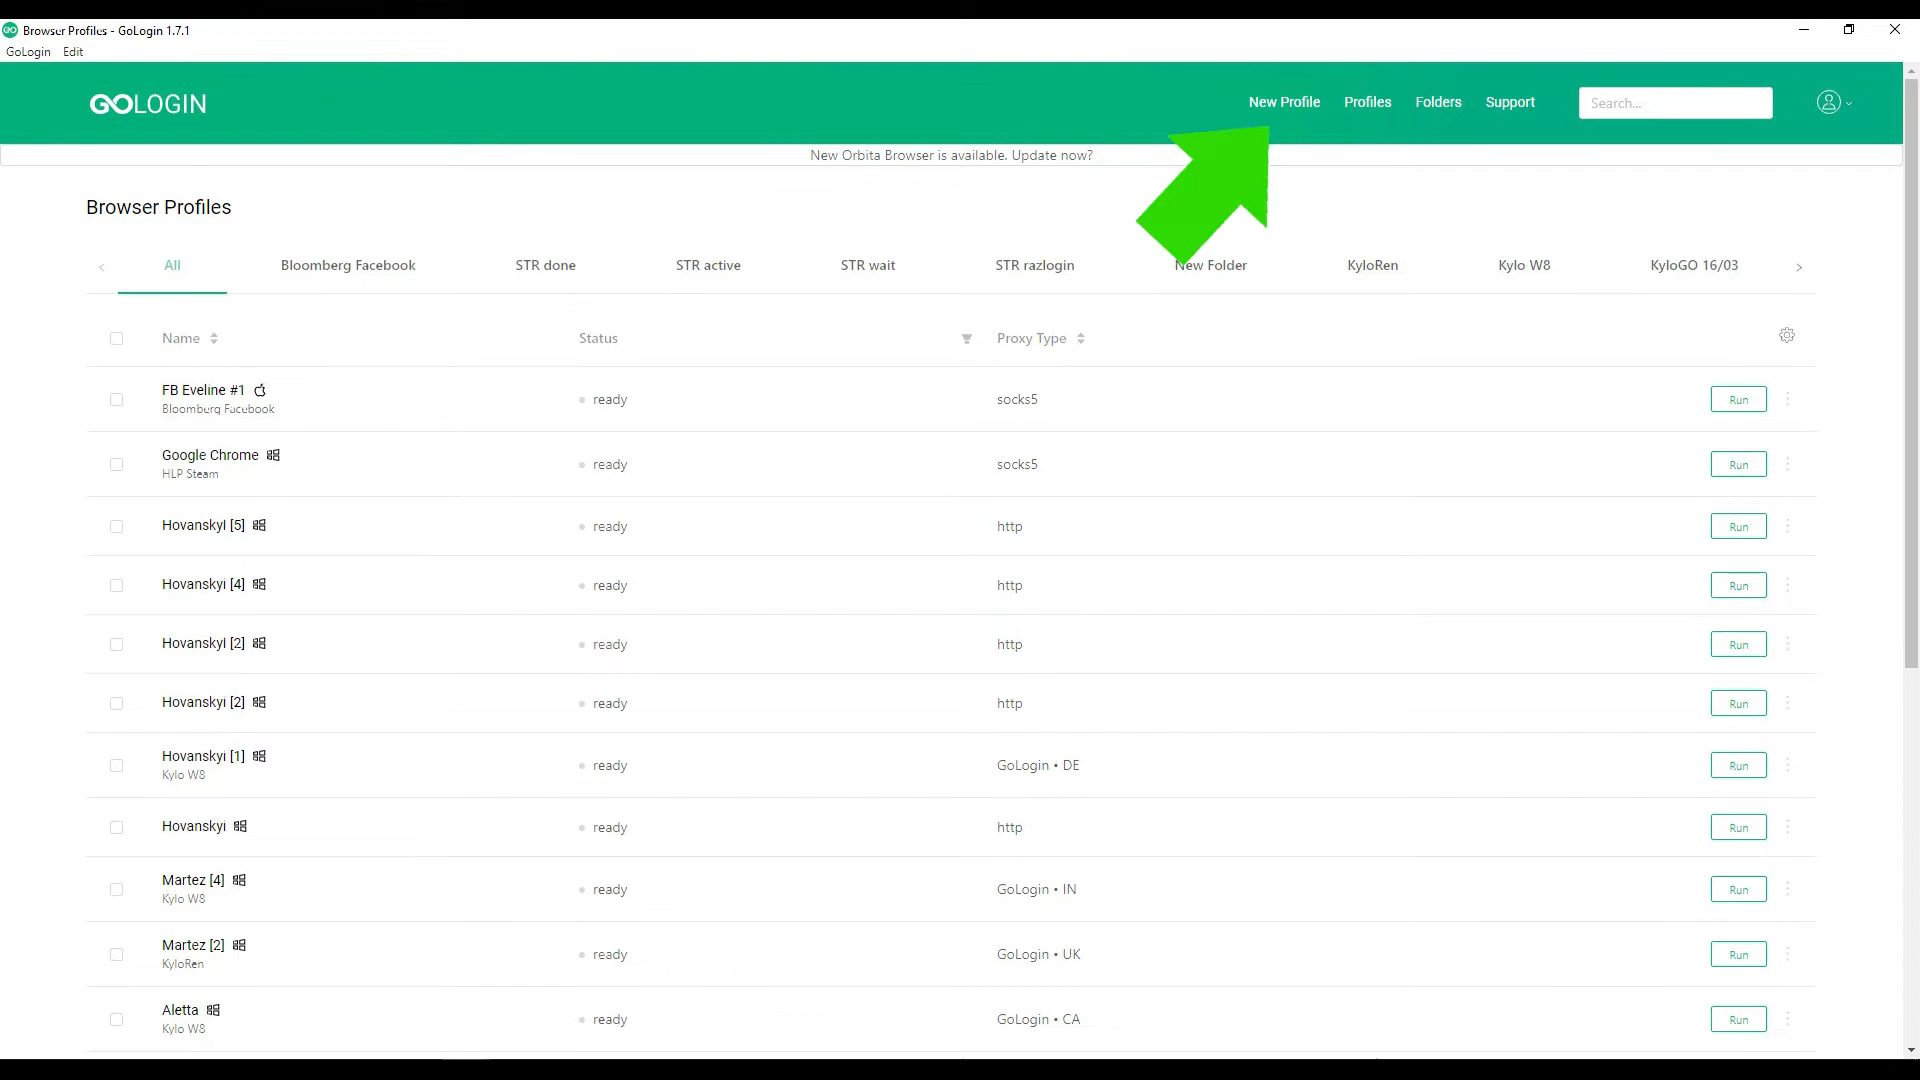 Browser Profiles - GoLogin 1.7.1
GoLogin Edit
GOLOGIN
New Profile Profiles Folders Support Search...
New Orbita Browser is available. Update now?
Browser Profiles
All Bloomberg Facebook STR done STR active STR wait STR razlogin New Folder KyloRen Kylo W8 KyloGO 16/03
Name Status Proxy Type
FB Eveline #1 ready socks5 Run
Bloomberg Facebook
Google Chrome ready socks5 Run
HLP Steam
Hovanskyl [5] ready http Run
Hovanskyi [4] ready http Run
Hovanskyl [2] ready http Run
Hovanskyi [2] ready http Run
Hovanskyi [1] ready GoLogin • DE Run
Kylo W8
Hovanskyi ready http Run
Martez [4] ready GoLogin • IN Run
Kylo W8
Martez [2] ready GoLogin • UK Run
KyloRen
Aletta ready GoLogin • CA Run
Kylo W8